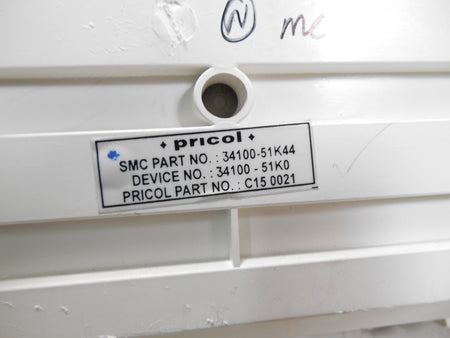 N mc
pricol
SMC PART NO. : 34100-51K44
DEVICE NO. : 34100 - 51K0
PRICOL PART NO. : C15 0021